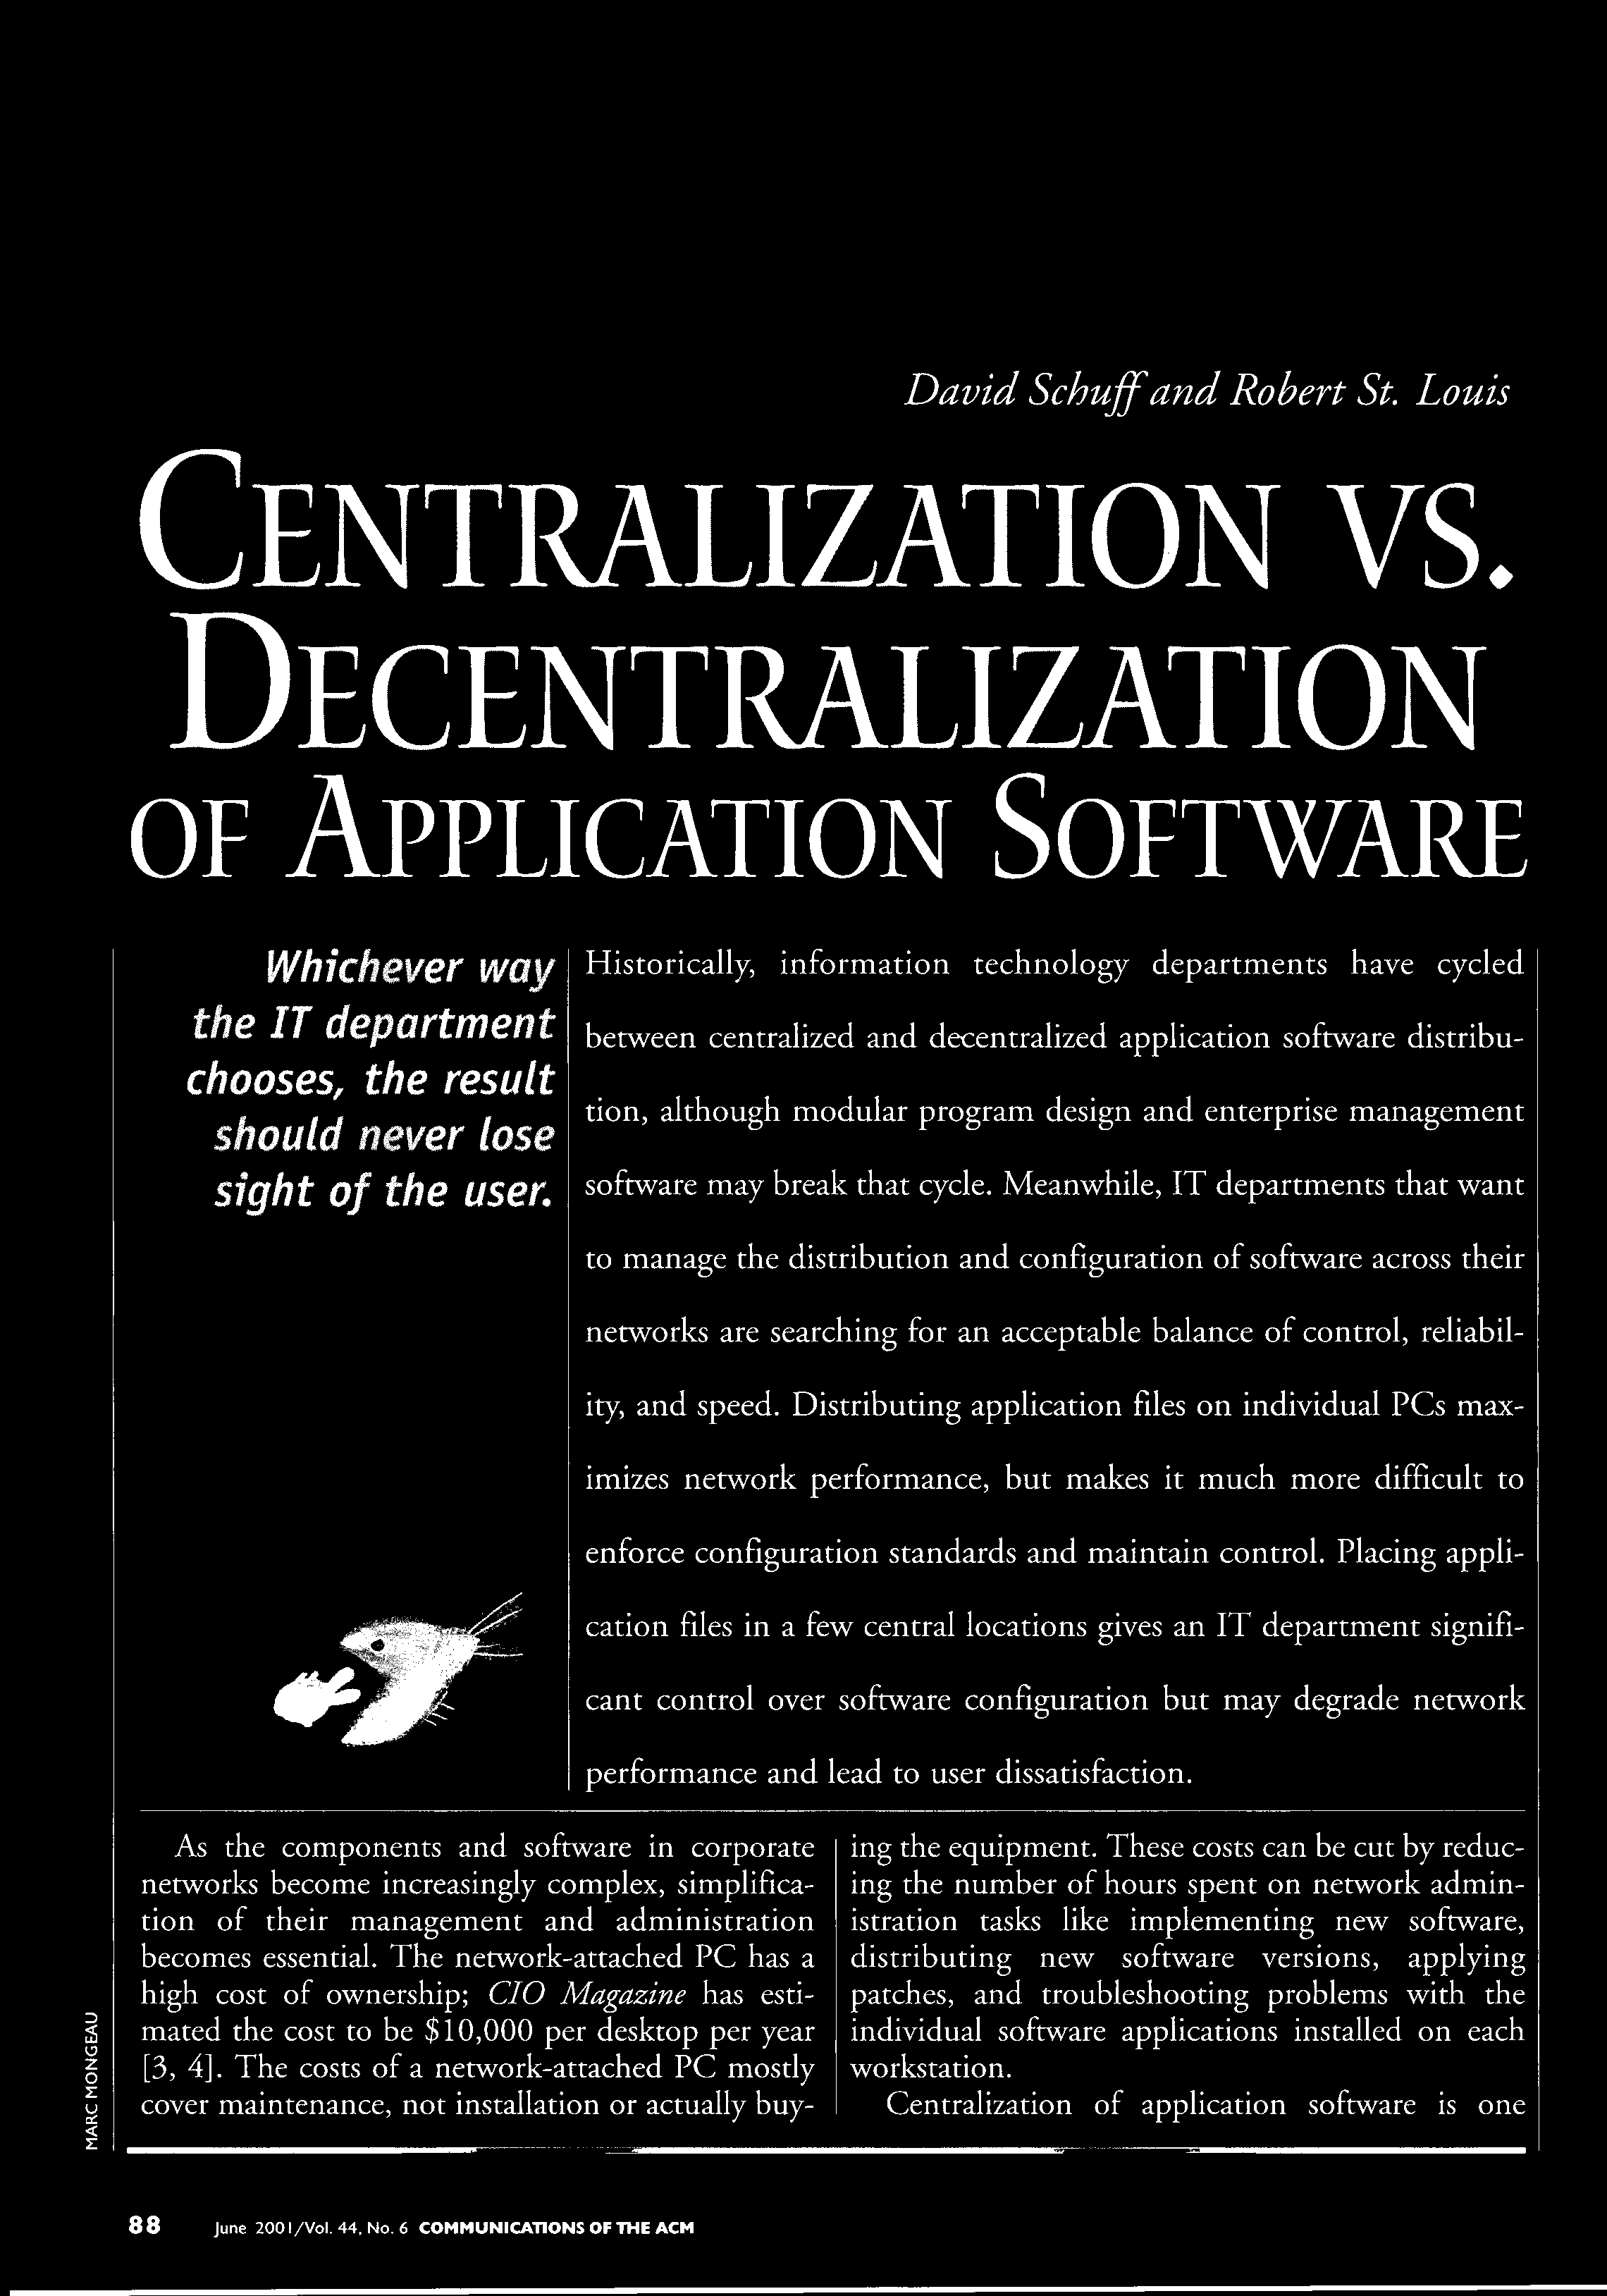 David Schuff and Robert St. Louis
CENTRALIZATION VS.
DECENTRALIZATION
OF APPLICATION SOFTWARE
Whichever way
the IT department
chooses, the result
should never lose
sight of the user.
Historically, information technology departments have cycled
between centralized and decentralized application software distribu-
tion, although modular program design and enterprise management
software may break that cycle. Meanwhile, IT departments that want
to manage the distribution and configuration of software across their
networks are searching for an acceptable balance of control, reliabil-
ity, and speed. Distributing application files on individual PCs max-
imizes network performance, but makes it much more difficult to
enforce configuration standards and maintain control. Placing appli-
cation files in a few central locations gives an IT department signifi-
cant control over software configuration but may degrade network
performance and lead to user dissatisfaction.
As the components and software in corporate
networks become increasingly complex, simplifica-
tion of their management and administration
becomes essential. The network-attached PC has a
high cost of ownership; CIO Magazine has esti-
mated the cost to be $10,000 per desktop per year
[3, 4]. The costs of a network-attached PC mostly
cover maintenance, not installation or actually buy-
ing the equipment. These costs can be cut by reduc-
ing the number of hours spent on network admin-
istration tasks like implementing new software,
distributing new software versions, applying
patches, and troubleshooting problems with the
individual software applications installed on each
workstation.
Centralization of application software is one
MARC MONGEAU
88 June 2001/Vol. 44, No. 6 COMMUNICATIONS OF THE ACM